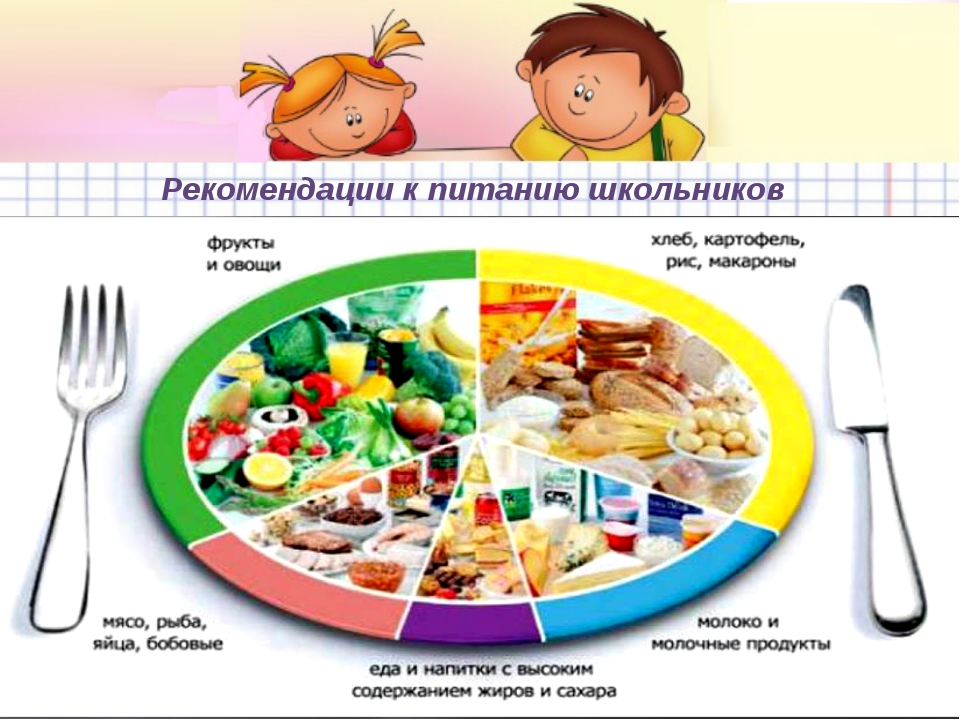 Рекомендации к питанию школьников
фрукты
и овощи
хлеб, картофель,
рис, макароны
Flakes
мясо, рыба,
яйца, бобовые
молоко и
молочные продукты
еда и напитки с высоким
содержанием жиров и сахара